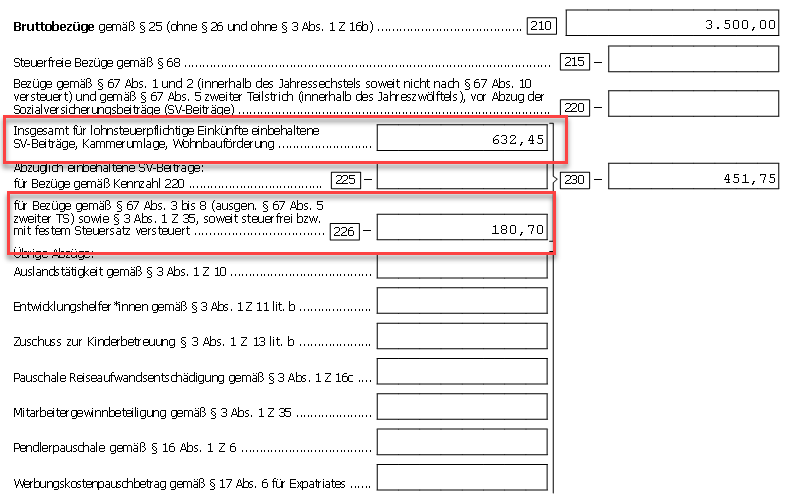 Bruttobezüge gemäß § 25 (ohne § 26 und ohne § 3 Abs. 1 Z 16b) ................................... 210 3.500,00
Steuerfreie Bezüge gemäß § 68 ........................................................................ 215 –
Bezüge gemäß § 67 Abs. 1 und 2 (innerhalb des Jahressechstels soweit nicht nach § 67 Abs. 10
versteuert) und gemäß § 67 Abs. 5 zweiter Teilstrich (innerhalb des Jahreszwölftels), vor Abzug der
Sozialversicherungsbeiträge (SV-Beiträge) ........................................................... 220 –
Insgesamt für lohnsteuerpflichtige Einkünfte einbehaltene
SV-Beiträge, Kammerumlage, Wohnbauförderung ...................... 632,45
Abzüglich einbehaltene SV-Beiträge:
für Bezüge gemäß Kennzahl 220 ................................ 225 – 230 – 451,75
für Bezüge gemäß § 67 Abs. 3 bis 8 (ausgen. § 67 Abs. 5
zweiter TS) sowie § 3 Abs. 1 Z 35, soweit steuerfrei bzw.
mit festem Steuersatz versteuert ............................... 226 – 180,70
Übrige Abzüge:
Auslandstätigkeit gemäß § 3 Abs. 1 Z 10 .................................
Entwicklungshelfer*innen gemäß § 3 Abs. 1 Z 11 lit. b .................
Zuschuss zur Kinderbetreuung § 3 Abs. 1 Z 13 lit. b ..................
Pauschale Reiseaufwandsentschädigung gemäß § 3 Abs. 1 Z 16c ....
Mitarbeitergewinnbeteiligung gemäß § 3 Abs. 1 Z 35 ..................
Pendlerpauschale gemäß § 16 Abs. 1 Z 6 ...............................
Werbungskostenpauschbetrag gemäß § 17 Abs. 6 für Expatriates ......